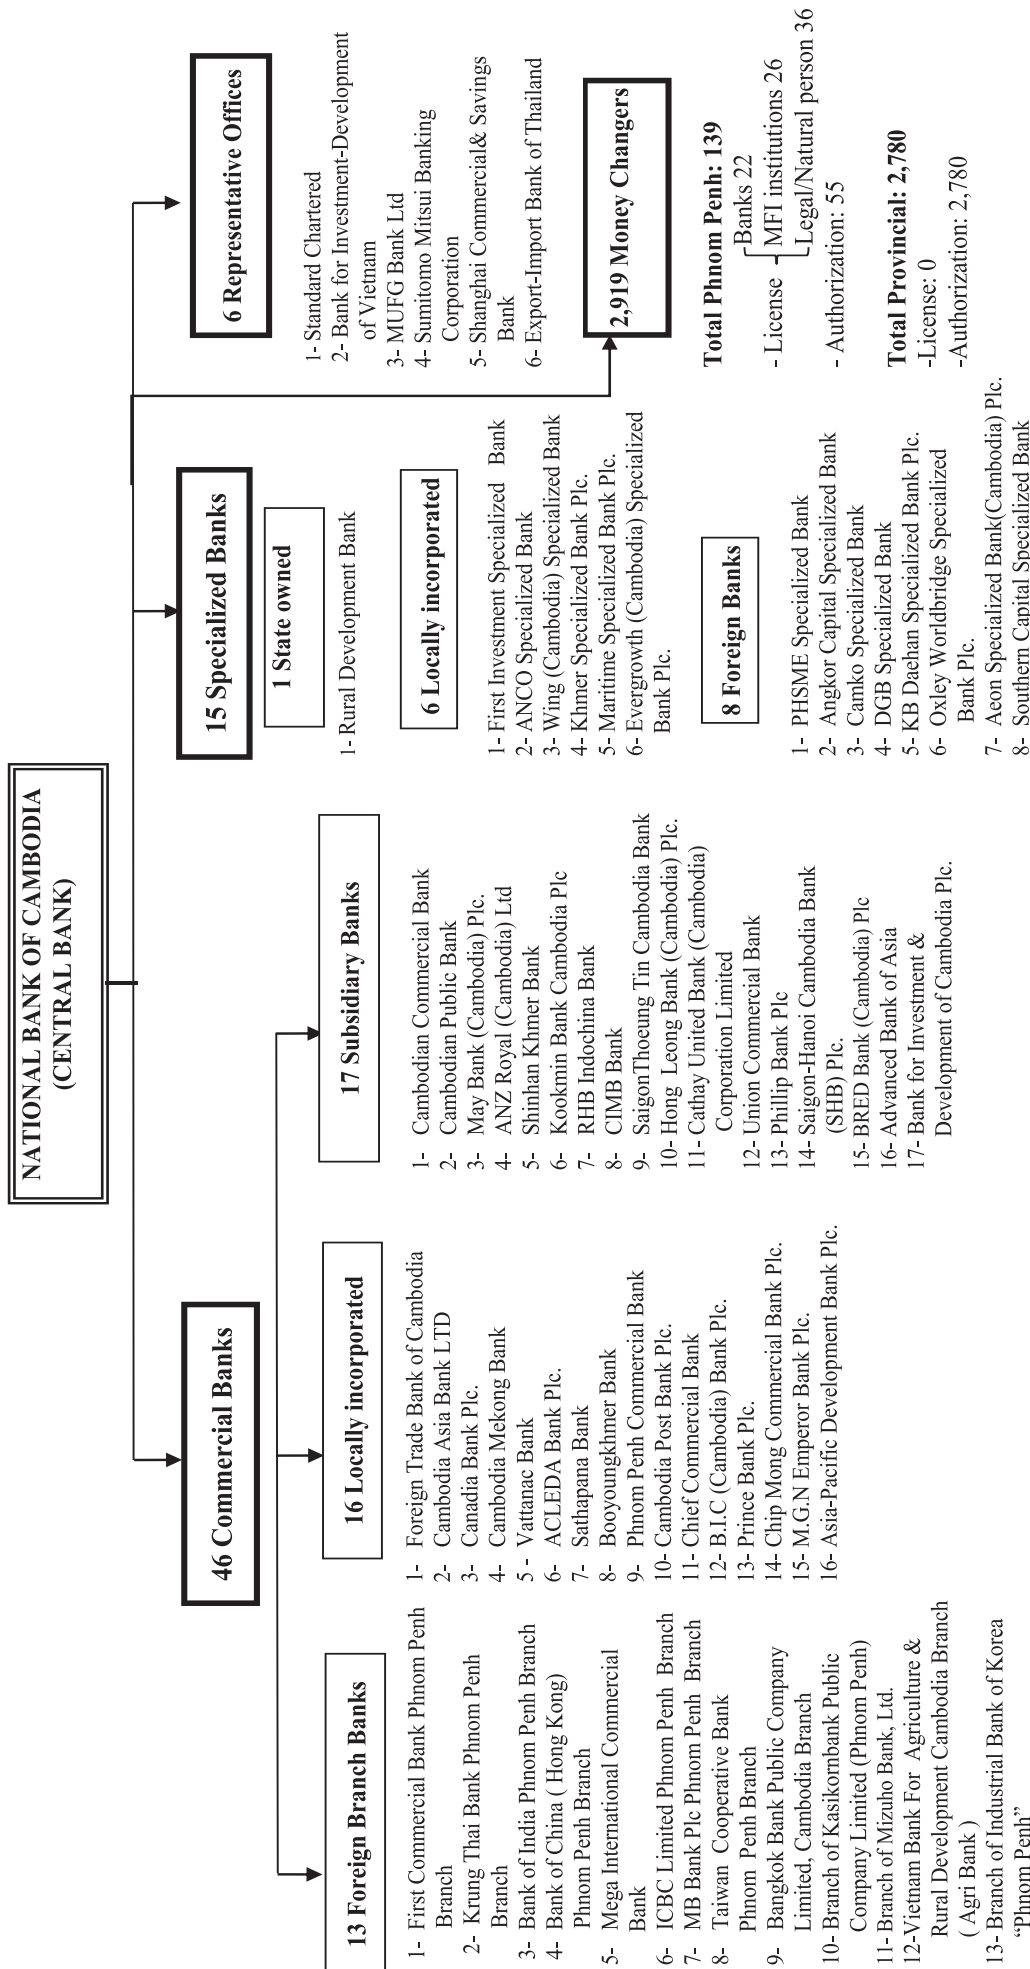 NATIONAL BANK OF CAMBODIA
(CENTRAL BANK)
46 Commercial Banks
13 Foreign Branch Banks
1- First Commercial Bank Phnom Penh
Branch
2- Krung Thai Bank Phnom Penh
Branch
3- Bank of India Phnom Penh Branch
4- Bank of China ( Hong Kong)
Phnom Penh Branch
5- Mega International Commercial
Bank
6- ICBC Limited Phnom Penh Branch
7- MB Bank Plc Phnom Penh Branch
8- Taiwan Cooperative Bank
Phnom Penh Branch
9- Bangkok Bank Public Company
Limited, Cambodia Branch
10- Branch of Kasikornbank Public
Company Limited (Phnom Penh)
11- Branch of Mizuho Bank, Ltd.
12-Vietnam Bank For Agriculture &
Rural Development Cambodia Branch
( Agri Bank )
13- Branch of Industrial Bank of Korea
“Phnom Penh”
16 Locally incorporated
1- Foreign Trade Bank of Cambodia
2- Cambodia Asia Bank LTD
3- Canadia Bank Plc.
4- Cambodia Mekong Bank
5 - Vattanac Bank
6- ACLEDA Bank Plc.
7- Sathapana Bank
8- Booyoungkhmer Bank
9- Phnom Penh Commercial Bank
10- Cambodia Post Bank Plc.
11- Chief Commercial Bank
12- B.I.C (Cambodia) Bank Plc.
13- Prince Bank Plc.
14- Chip Mong Commercial Bank Plc.
15- M.G.N Emperor Bank Plc.
16- Asia-Pacific Development Bank Plc.
17 Subsidiary Banks
1- Cambodian Commercial Bank
2- Cambodian Public Bank
3- May Bank (Cambodia) Plc.
4- ANZ Royal (Cambodia) Ltd
5- Shinhan Khmer Bank
6- Kookmin Bank Cambodia Plc
7- RHB Indochina Bank
8- CIMB Bank
9- SaigonThoeung Tin Cambodia Bank
10- Hong Leong Bank (Cambodia) Plc.
11- Cathay United Bank (Cambodia)
Corporation Limited
12- Union Commercial Bank
13- Phillip Bank Plc
14- Saigon-Hanoi Cambodia Bank
(SHB) Plc.
15- BRED Bank (Cambodia) Plc
16- Advanced Bank of Asia
17- Bank for Investment &
Development of Cambodia Plc.
15 Specialized Banks
1 State owned
1- Rural Development Bank
6 Locally incorporated
1- First Investment Specialized Bank
2- ANCO Specialized Bank
3- Wing (Cambodia) Specialized Bank
4- Khmer Specialized Bank Plc.
5- Maritime Specialized Bank Plc.
6- Evergrowth (Cambodia) Specialized
Bank Plc.
8 Foreign Banks
1- PHSME Specialized Bank
2- Angkor Capital Specialized Bank
3- Camko Specialized Bank
4- DGB Specialized Bank
5- KB Daehan Specialized Bank Plc.
6- Oxley Worldbridge Specialized
Bank Plc.
7- Aeon Specialized Bank(Cambodia) Plc.
8- Southern Capital Specialized Bank
6 Representative Offices
1- Standard Chartered
2- Bank for Investment-Development
of Vietnam
3- MUFG Bank Ltd
4- Sumitomo Mitsui Banking
Corporation
5- Shanghai Commercial& Savings
Bank
6- Export-Import Bank of Thailand
2,919 Money Changers
Total Phnom Penh: 139
Banks 22
- License MFI institutions 26
Legal/Natural person 36
- Authorization: 55
Total Provincial: 2,780
-License: 0
-Authorization: 2,780